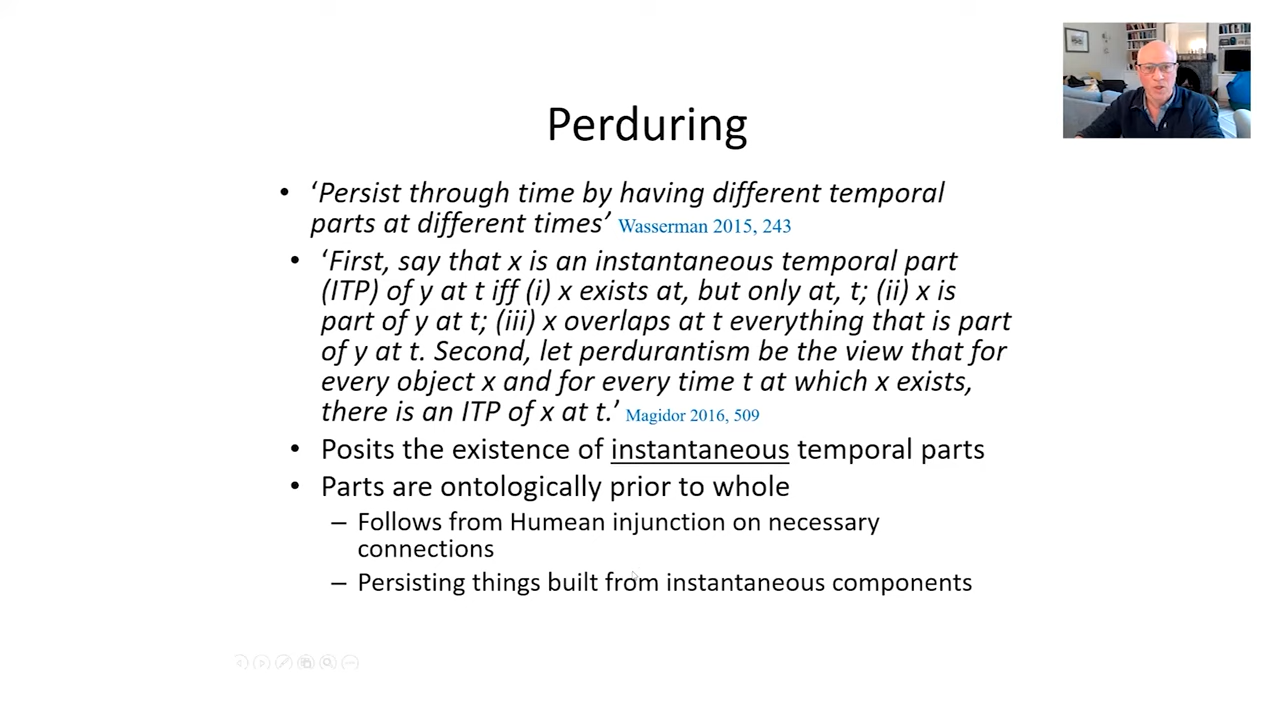 Perduring
• ‘Persist through time by having different temporal
parts at different times’ Wasserman 2015, 243
• ‘First, say that x is an instantaneous temporal part
(ITP) of y at t iff (i) x exists at, but only at, t; (ii) x is
part of y at t; (iii) x overlaps at t everything that is part
of y at t. Second, let perdurantism be the view that for
every object x and for every time t at which x exists,
there is an ITP of x at t.’ Magidor 2016, 509
• Posits the existence of instantaneous temporal parts
• Parts are ontologically prior to whole
– Follows from Humean injunction on necessary
connections
– Persisting things built from instantaneous components